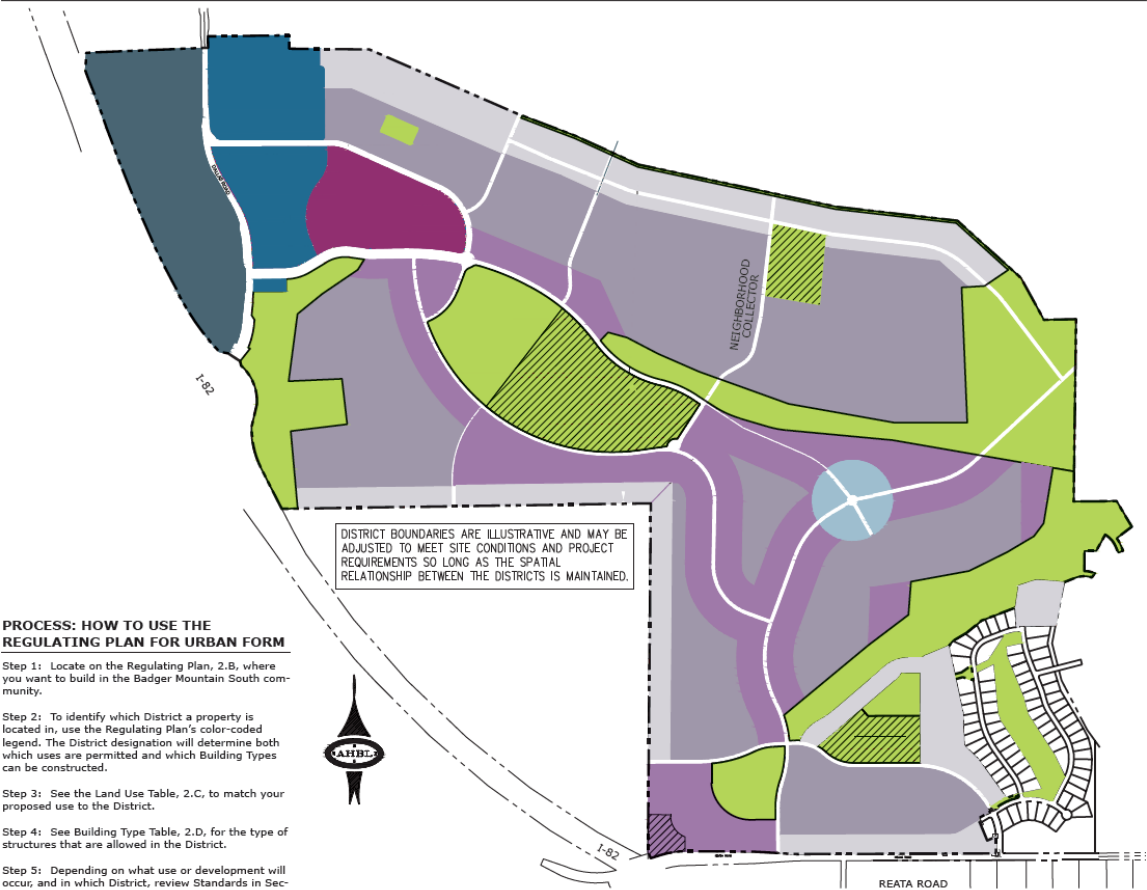 DALLAS ROAD
NEIGHBORHOOD
COLLECTOR
I-82
DISTRICT BOUNDARIES ARE ILLUSTRATIVE AND MAY BE
ADJUSTED TO MEET SITE CONDITIONS AND PROJECT
REQUIREMENTS SO LONG AS THE SPATIAL
RELATIONSHIP BETWEEN THE DISTRICTS IS MAINTAINED.
PROCESS: HOW TO USE THE
REGULATING PLAN FOR URBAN FORM
Step 1: Locate on the Regulating Plan, 2.B, where
you want to build in the Badger Mountain South com-
munity.
Step 2: To identify which District a property is
located in, use the Regulating Plan's color-coded
legend. The District designation will determine both
which uses are permitted and which Building Types
can be constructed.
Step 3: See the Land Use Table, 2.C, to match your
proposed use to the District.
Step 4: See Building Type Table, 2.D, for the type of
structures that are allowed in the District.
Step 5: Depending on what use or development will
occur, and in which District, review Standards in Sec-
AHBL
I-82
REATA ROAD